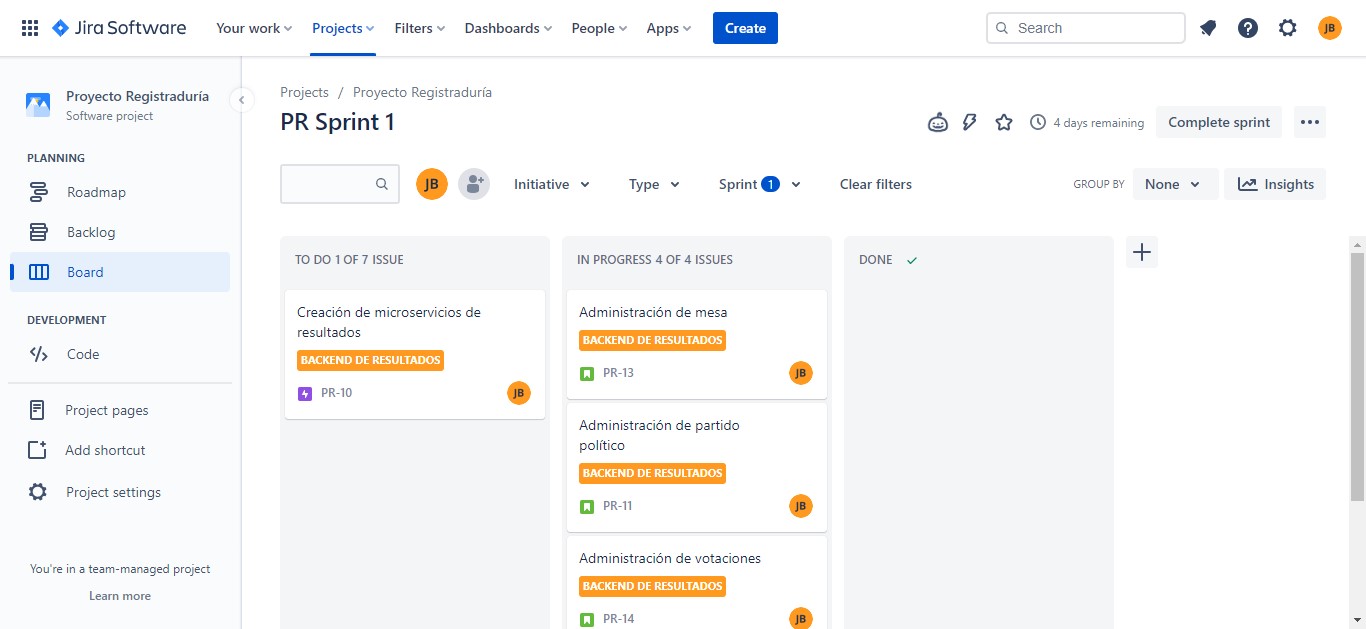 Jira Software
Your work
Projects
Filters
Dashboards
People
Apps
Create
Search
JB
Proyecto Registraduría
Software project
PLANNING
Roadmap
Backlog
Board
DEVELOPMENT
Code
Project pages
Add shortcut
Project settings
You're in a team-managed project
Learn more
Projects / Proyecto Registraduría
PR Sprint 1
4 days remaining
Complete sprint
JB
Initiative
Type
Sprint 1
Clear filters
GROUP BY
None
Insights
TO DO 1 OF 7 ISSUE
Creación de microservicios de
resultados
BACKEND DE RESULTADOS
PR-10
JB
IN PROGRESS 4 OF 4 ISSUES
Administración de mesa
BACKEND DE RESULTADOS
PR-13
JB
Administración de partido
político
BACKEND DE RESULTADOS
PR-11
JB
Administración de votaciones
BACKEND DE RESULTADOS
PR-14
JB
DONE